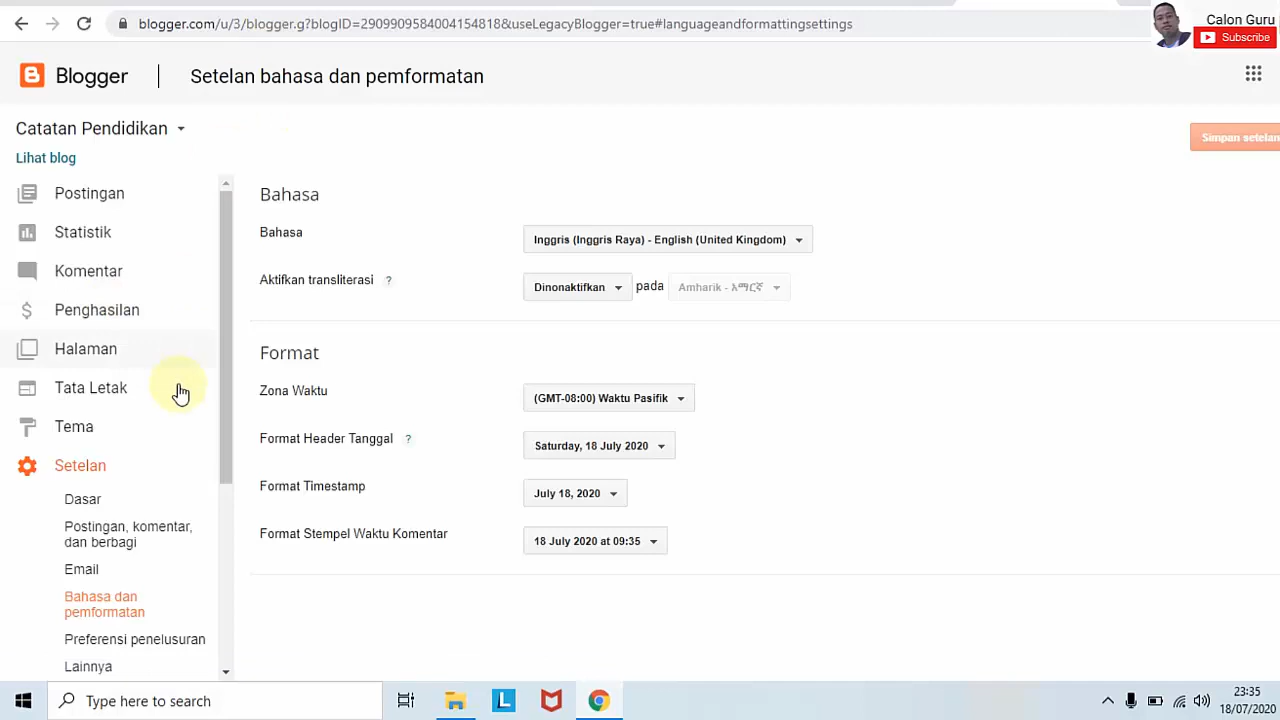 blogger.com/u/3/blogger.g?blogID=2909909584004154818&useLegacyBlogger=true#languageandformattingsettings
Calon Guru
Subscribe
Blogger
Setelan bahasa dan pemformatan
Catatan Pendidikan
Lihat blog
Simpan setelan
Postingan
Statistik
Komentar
Penghasilan
Halaman
Tata Letak
Tema
Setelan
Dasar
Postingan, komentar,
dan berbagi
Email
Bahasa dan
pemformatan
Preferensi penelusuran
Lainnya
Bahasa
Bahasa
Inggris (Inggris Raya) - English (United Kingdom)
Aktifkan transliterasi ?
Dinonaktifkan pada Amharik - አማርኛ
Format
Zona Waktu
(GMT-08:00) Waktu Pasifik
Format Header Tanggal ?
Saturday, 18 July 2020
Format Timestamp
July 18, 2020
Format Stempel Waktu Komentar
18 July 2020 at 09:35
Type here to search
L
23:35
18/07/2020